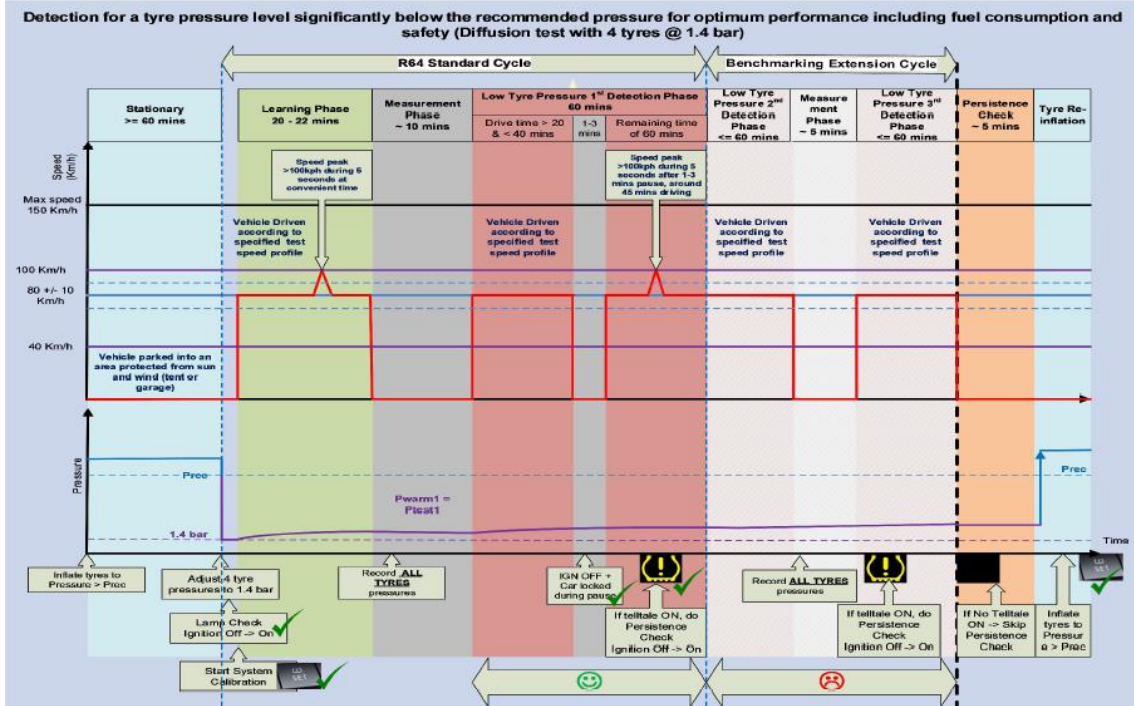 Detection for a tyre pressure level significantly below the recommended pressure for optimum performance including fuel consumption and
safety (Diffusion test with 4 tyres @ 1.4 bar)
R64 Standard Cycle
Benchmarking Extension Cycle
Stationary
>= 60 mins
Learning Phase
20 - 22 mins
Measurement
Phase
~ 10 mins
Low Tyre Pressure 1st Detection Phase
60 mins
Drive time > 20
& < 40 mins
1-3
mins
Remaining time
of 60 mins
Low Tyre
Pressure 2nd
Detection
Phase
<= 60 mins
Measure
ment
Phase
~ 5 mins
Low Tyre
Pressure 3rd
Detection
Phase
<= 60 mins
Persistence
Check
~ 5 mins
Tyre Re-
inflation
Speed
(Km/h)
Speed peak
>100kph during 5
seconds at
convenient time
Speed peak
>100kph during 5
seconds after 1-3
mins pause, around
45 mins driving
Max speed
150 Km/h
Vehicle Driven
according to
specified test
speed profile
Vehicle Driven
according to
specified test
speed profile
Vehicle Driven
according to
specified test
speed profile
Vehicle Driven
according to
specified test
speed profile
100 Km/h
80 +/- 10
Km/h
40 Km/h
Vehicle parked into an
area protected from sun
and wind (tent or
garage)
Pressure
Prec
Prec
Pwarm1 =
Ptest1
1.4 bar
Time
Inflate tyres to
Pressure > Prec
Adjust 4 tyre
pressures to 1.4 bar
Lamp Check
Ignition Off -> On
Start System
Calibration
SET
Record ALL
TYRES
pressures
IGN OFF +
Car locked
during pause
If telltale ON, do
Persistence
Check
Ignition Off -> On
Record ALL TYRES
pressures
If telltale ON, do
Persistence
Check
Ignition Off -> On
If No Telltale
ON -> Skip
Persistence
Check
Inflate
tyres to
Pressur
e > Prec
SET